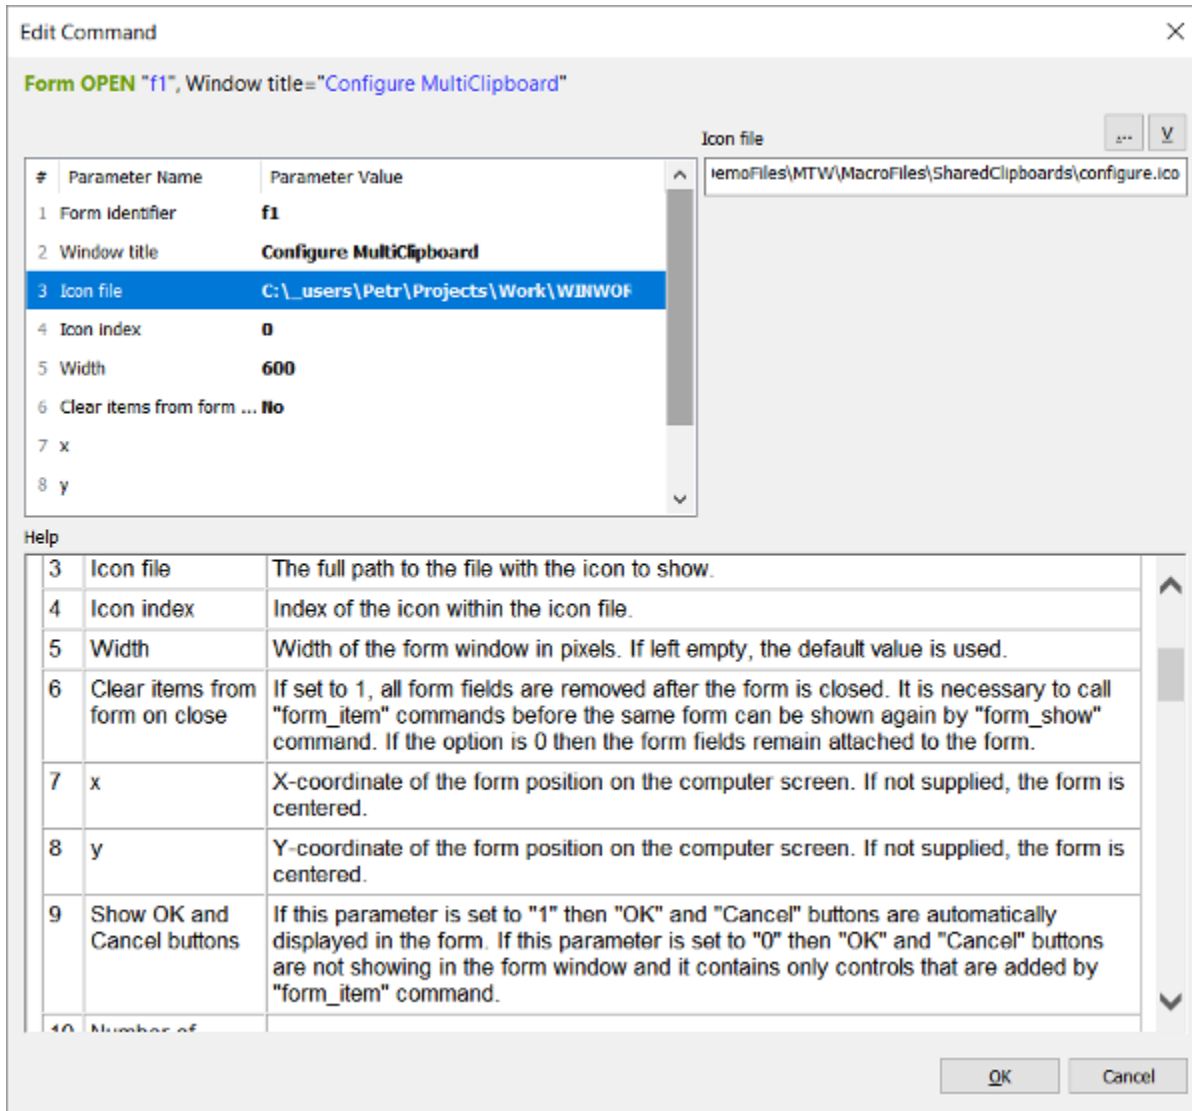 Edit Command
Form OPEN "f1", Window title="Configure MultiClipboard"
Icon file
... V
# Parameter Name Parameter Value
\MTW\MacroFiles\SharedClipboards\configure.ico
1 Form identifier f1
2 Window title Configure MultiClipboard
3 Icon file C:\_users\Petr\Projects\Work\
4 Icon index 0
5 Width 600
6 Clear items from form ... No
7 x
8 y
Help
3 Icon file The full path to the file with the icon to show.
4 Icon index Index of the icon within the icon file.
5 Width Width of the form window in pixels. If left empty, the default value is used.
6 Clear items from If set to 1, all form fields are removed after the form is closed. It is necessary to call
form on close "form_item" commands before the same form can be shown again by "form_show"
command. If the option is 0 then the form fields remain attached to the form.
7 x X-coordinate of the form position on the computer screen. If not supplied, the form is
centered.
8 y Y-coordinate of the form position on the computer screen. If not supplied, the form is
centered.
9 Show OK and If this parameter is set to "1" then "OK" and "Cancel" buttons are automatically
Cancel buttons displayed in the form. If this parameter is set to "0" then "OK" and "Cancel" buttons
are not showing in the form window and it contains only controls that are added by
"form_item" command.
10 Number of
OK Cancel